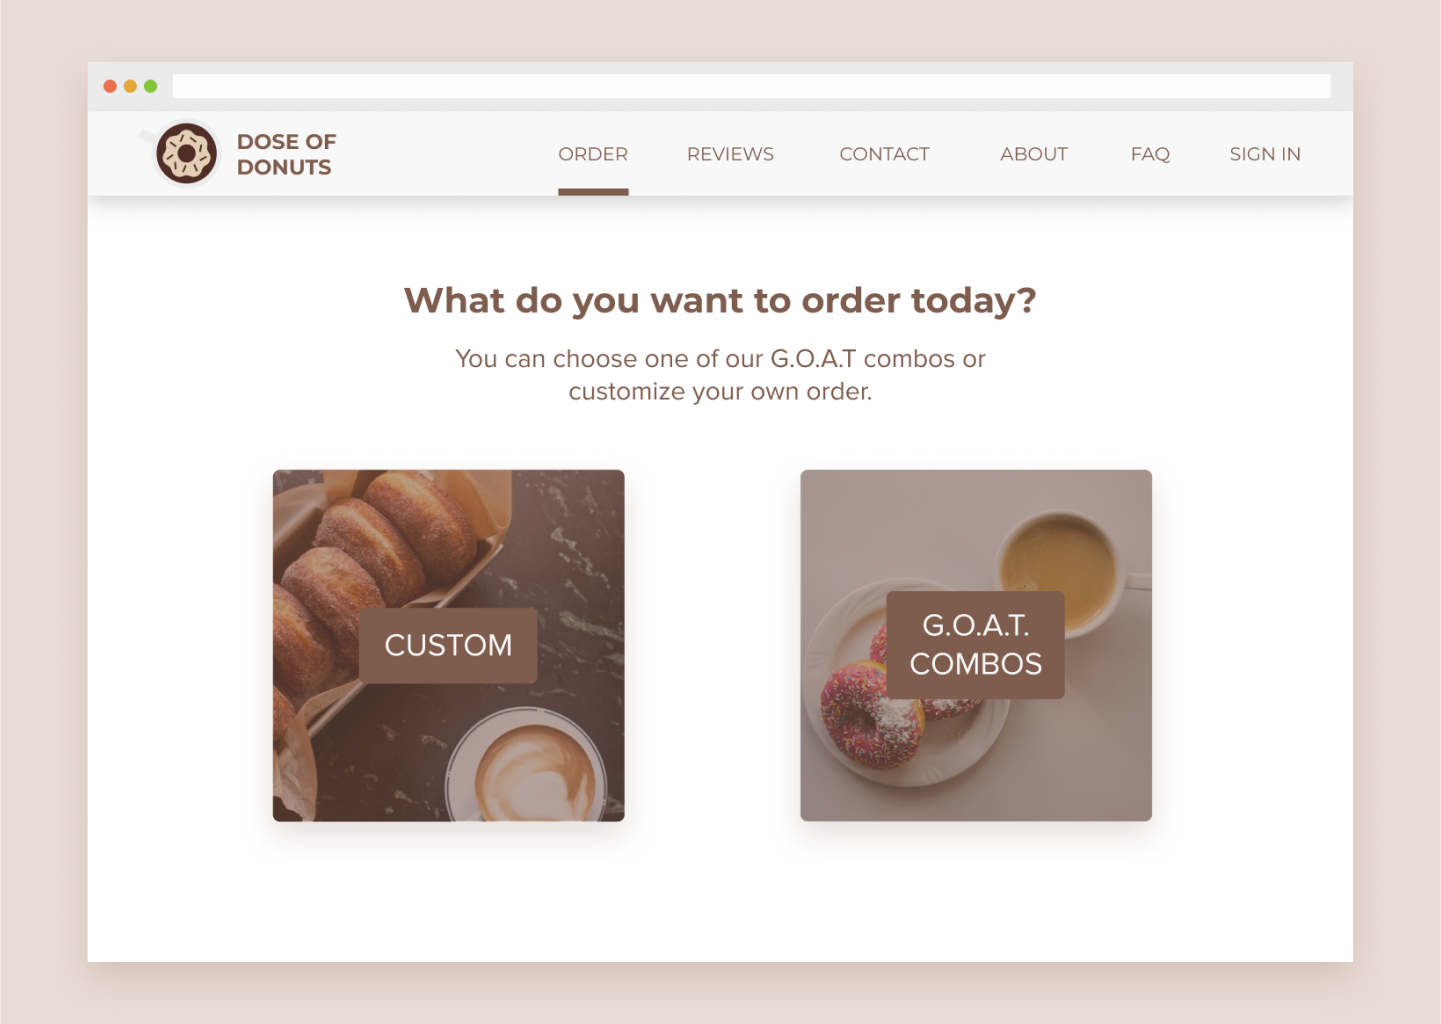 DOSE OF
DONUTS
ORDER
REVIEWS
CONTACT
ABOUT
FAQ
SIGN IN
What do you want to order today?
You can choose one of our G.O.A.T combos or
customize your own order.
CUSTOM
G.O.A.T.
COMBOS